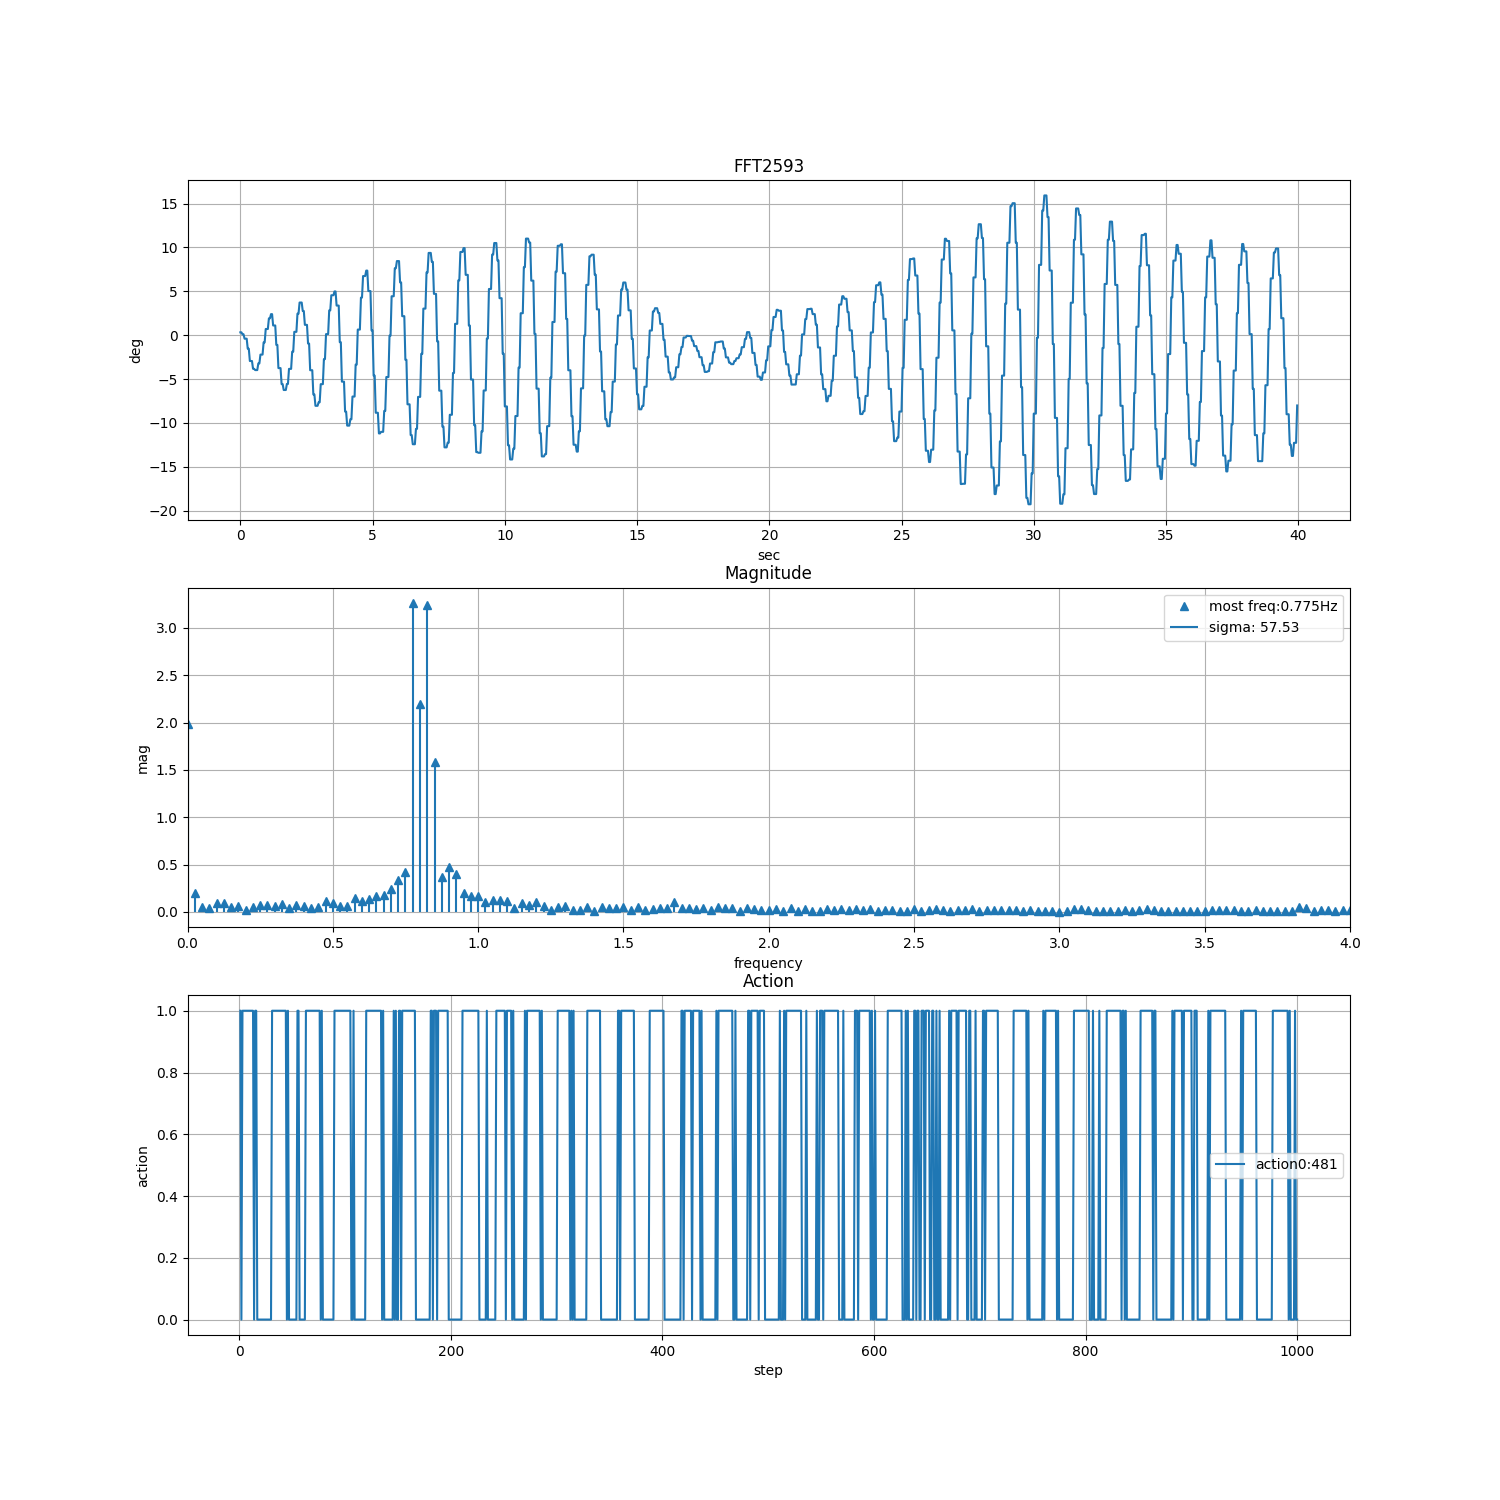 FFT2593
15
10
5
0
−5
−10
−15
−20
deg
0 5 10 15 20 25 30 35 40
sec
Magnitude
most freq:0.775Hz
sigma: 57.53
3.0
2.5
2.0
1.5
1.0
0.5
0.0
mag
0.0 0.5 1.0 1.5 2.0 2.5 3.0 3.5 4.0
frequency
Action
1.0
0.8
0.6
0.4
0.2
0.0
action
action0:481
0 200 400 600 800 1000
step